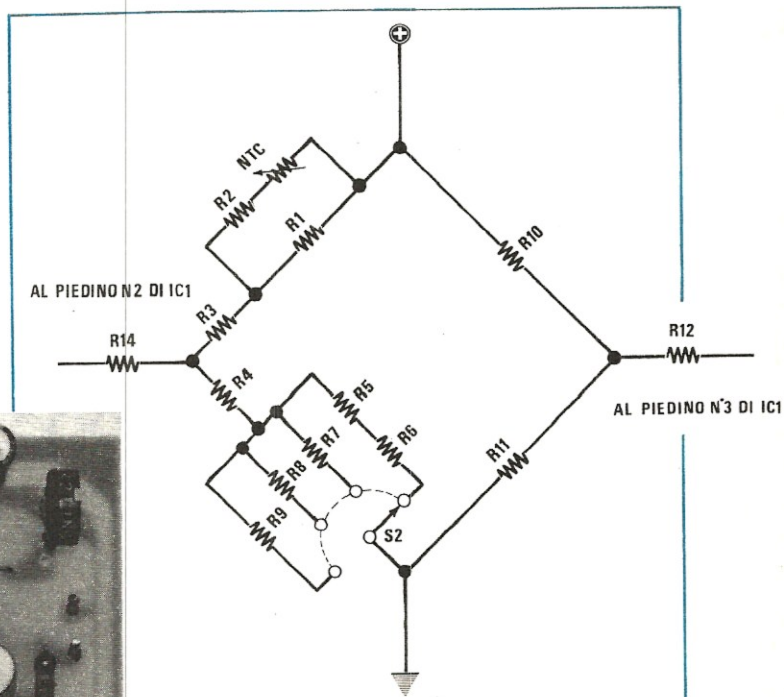 NTC
R2
R1
R10
AL PIEDINO N2 DI IC1
R3
R12
R14
R4
R5
AL PIEDINO N°3 DI IC1
R6
R7
R11
R8
R9
S2